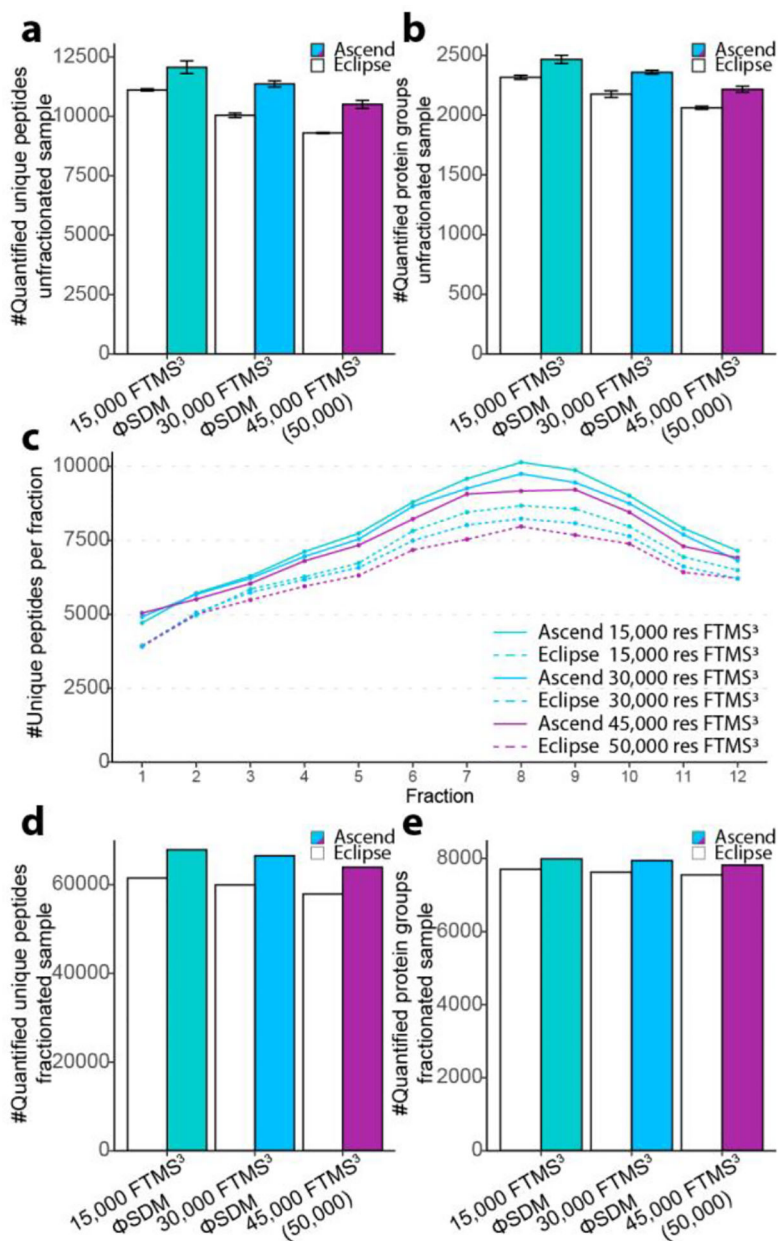 a
Ascend
Eclipse
#Quantified unique peptides
unfractionated sample
12500
10000
7500
5000
2500
0
15,000 FTMS³
ΦSDM
30,000 FTMS³
ΦSDM
45,000 FTMS³
(50,000)
b
Ascend
Eclipse
#Quantified protein groups
unfractionated sample
2500
2000
1500
1000
500
0
15,000 FTMS³
ΦSDM
30,000 FTMS³
ΦSDM
45,000 FTMS³
(50,000)
c
#Unique peptides per fraction
10000
7500
5000
2500
0
Ascend 15,000 res FTMS³
Eclipse 15,000 res FTMS³
Ascend 30,000 res FTMS³
Eclipse 30,000 res FTMS³
Ascend 45,000 res FTMS³
Eclipse 50,000 res FTMS³
1 2 3 4 5 6 7 8 9 10 11 12
Fraction
d
Ascend
Eclipse
#Quantified unique peptides
fractionated sample
60000
40000
20000
0
15,000 FTMS³
ΦSDM
30,000 FTMS³
ΦSDM
45,000 FTMS³
(50,000)
e
Ascend
Eclipse
#Quantified protein groups
fractionated sample
8000
6000
4000
2000
0
15,000 FTMS³
ΦSDM
30,000 FTMS³
ΦSDM
45,000 FTMS³
(50,000)